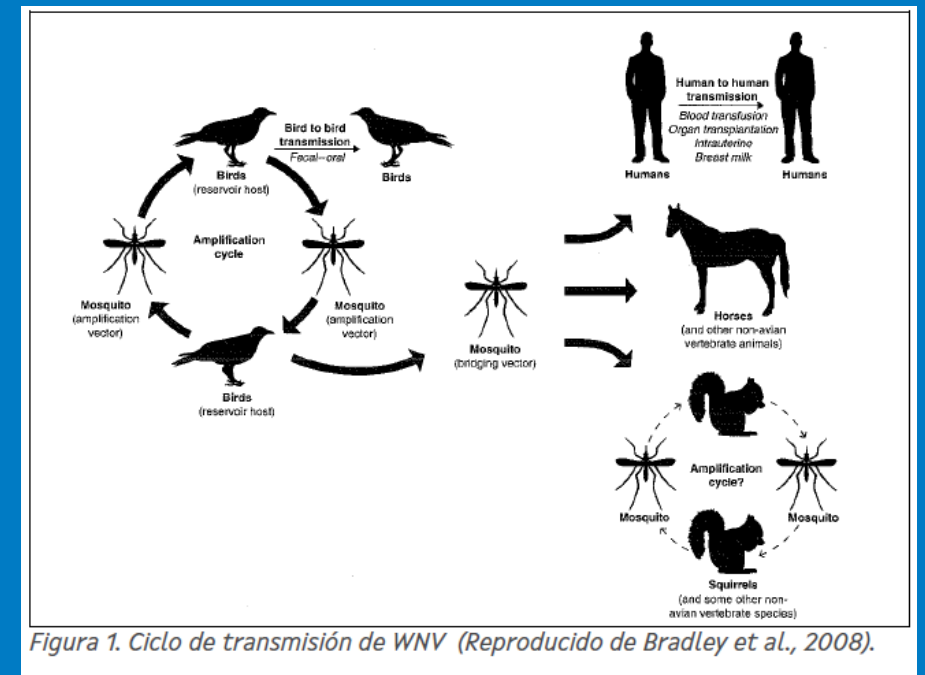 Bird to bird
transmission
Fecal–oral
Birds
(reservoir host)
Birds
Amplification
cycle
Mosquito
(amplification
vector)
Mosquito
(amplification
vector)
Birds
(reservoir host)
Mosquito
(bridging vector)
Human to human
transmission
Blood transfusion
Organ transplantation
Intrauterine
Breast milk
Humans
Humans
Horses
(and other non-avian
vertebrate animals)
Amplification
cycle?
Mosquito
Mosquito
Squirrels
(and some other non-
avian vertebrate species)
Figura 1. Ciclo de transmisión de WNV (Reproducido de Bradley et al., 2008).